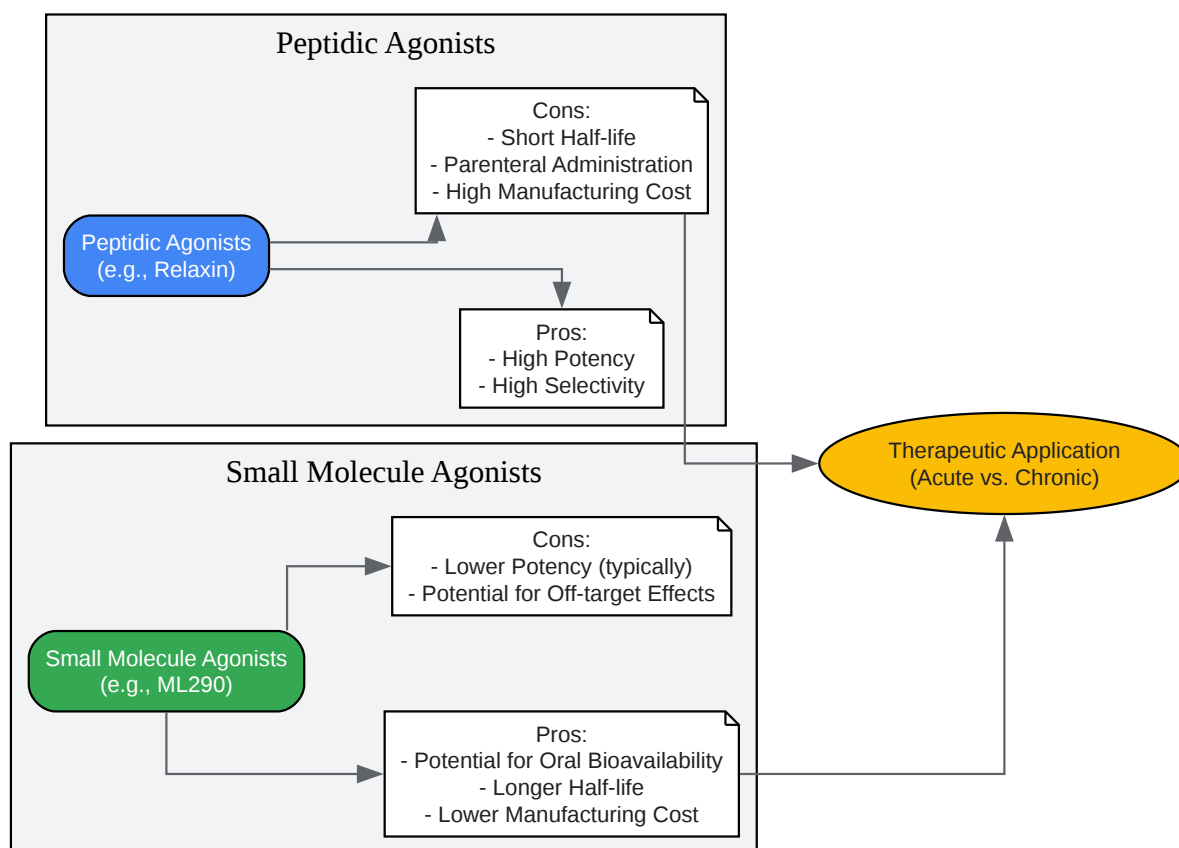 Peptidic Agonists
Cons:
- Short Half-life
- Parenteral Administration
- High Manufacturing Cost
Peptidic Agonists
(e.g., Relaxin)
Pros:
- High Potency
- High Selectivity
Therapeutic Application
(Acute vs. Chronic)
Small Molecule Agonists
Cons:
- Lower Potency (typically)
- Potential for Off-target Effects
Small Molecule Agonists
(e.g., ML290)
Pros:
- Potential for Oral Bioavailability
- Longer Half-life
- Lower Manufacturing Cost